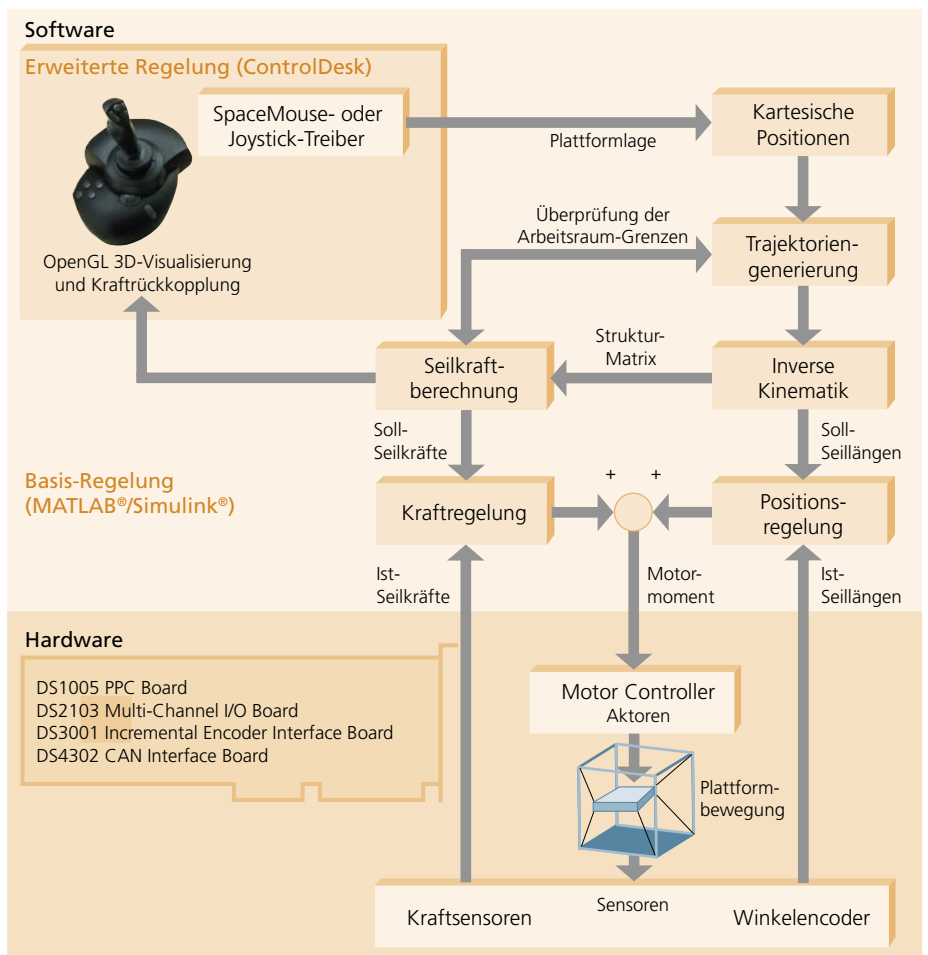 Software
Erweiterte Regelung (ControlDesk)
SpaceMouse- oder
Joystick-Treiber
Plattformlage
Kartesische
Positionen
OpenGL 3D-Visualisierung
und Kraftrückkopplung
Überprüfung der
Arbeitsraum-Grenzen
Trajektorien-
generierung
Seilkraft-
berechnung
Struktur-
Matrix
Inverse
Kinematik
Soll-
Seilkräfte
Soll-
Seillängen
Basis-Regelung
(MATLAB®/Simulink®)
Kraftregelung
+ +
Positions-
regelung
Ist-
Seilkräfte
Motor-
moment
Ist-
Seillängen
Hardware
DS1005 PPC Board
DS2103 Multi-Channel I/O Board
DS3001 Incremental Encoder Interface Board
DS4302 CAN Interface Board
Motor Controller
Aktoren
Plattform-
bewegung
Kraftsensoren
Sensoren
Winkelencoder